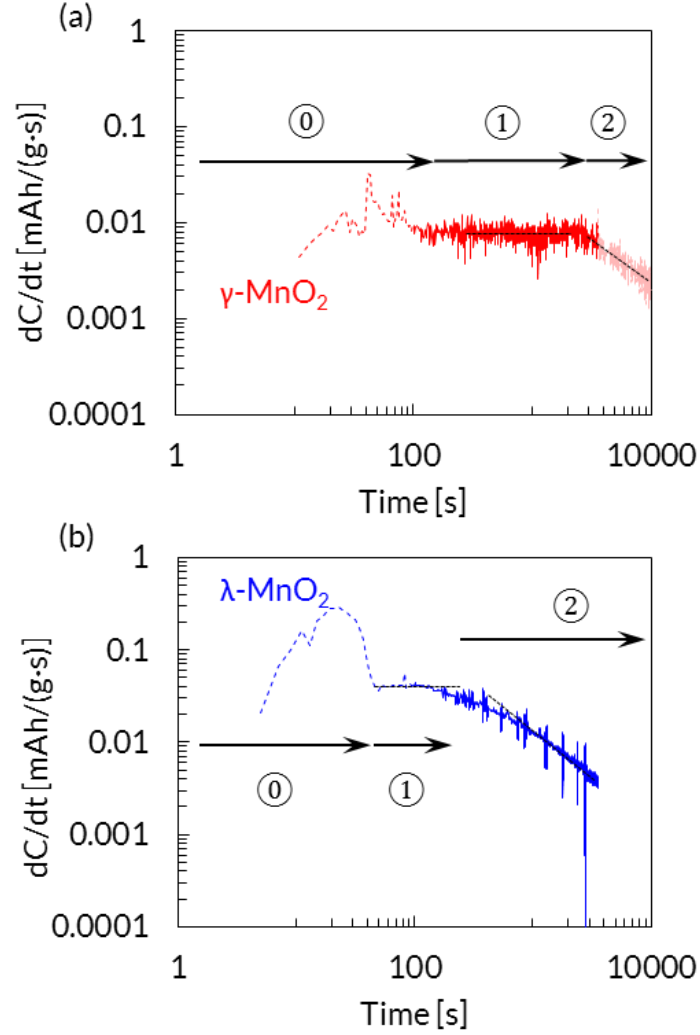 (a)
1
0.1
0.01
0.001
0.0001
dC/dt [mAh/(g·s)]
⓪
①
②
γ-MnO₂
1
100
10000
Time [s]
(b)
1
0.1
0.01
0.001
0.0001
dC/dt [mAh/(g·s)]
λ-MnO₂
②
⓪
①
1
100
10000
Time [s]